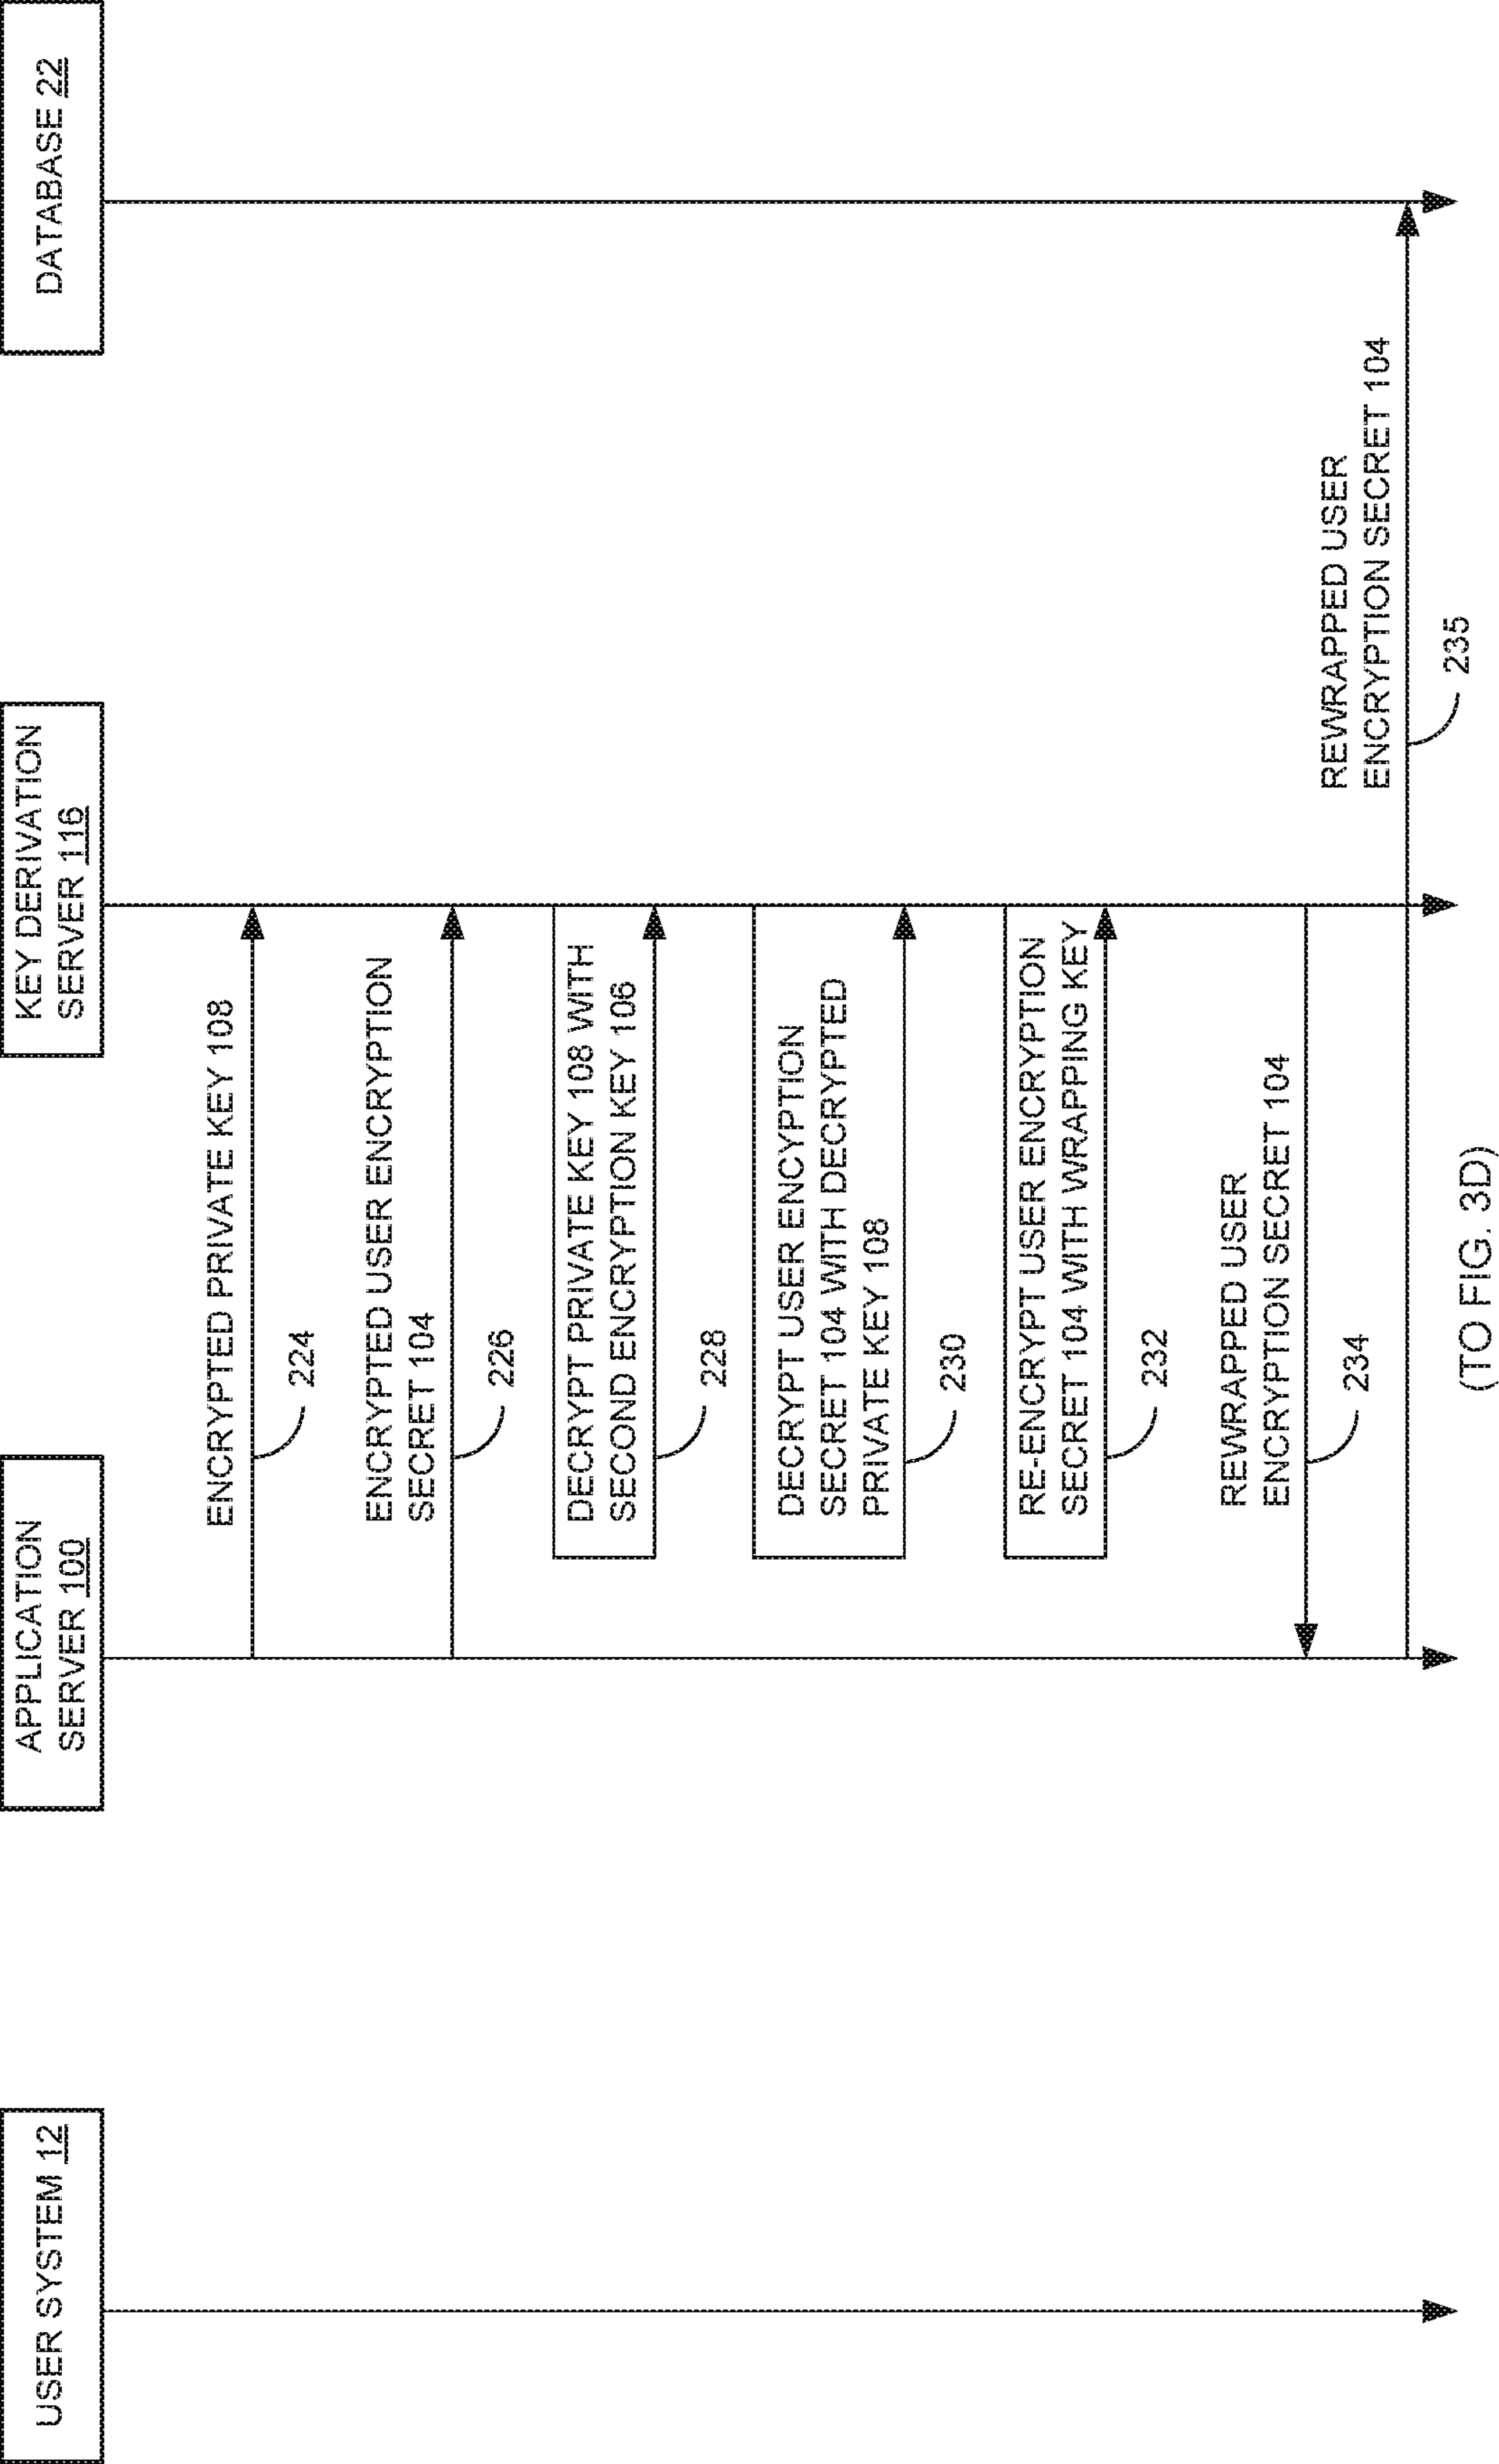 USER SYSTEM 12
APPLICATION
SERVER 100
KEY DERIVATION
SERVER 116
DATABASE 22
ENCRYPTED PRIVATE KEY 108
224
ENCRYPTED USER ENCRYPTION
SECRET 104
226
DECRYPT PRIVATE KEY 108 WITH
SECOND ENCRYPTION KEY 106
228
DECRYPT USER ENCYPTION
SECRET 104 WITH DECRYPTED
PRIVATE KEY 108
230
RE-ENCRYPT USER ENCRYPTION
SECRET 104 WITH WRAPPING KEY
232
REWRAPPED USER
ENCRYPTION SECRET 104
234
REWRAPPED USER
ENCRYPTION SECRET 104
235
(TO FIG. 3D)